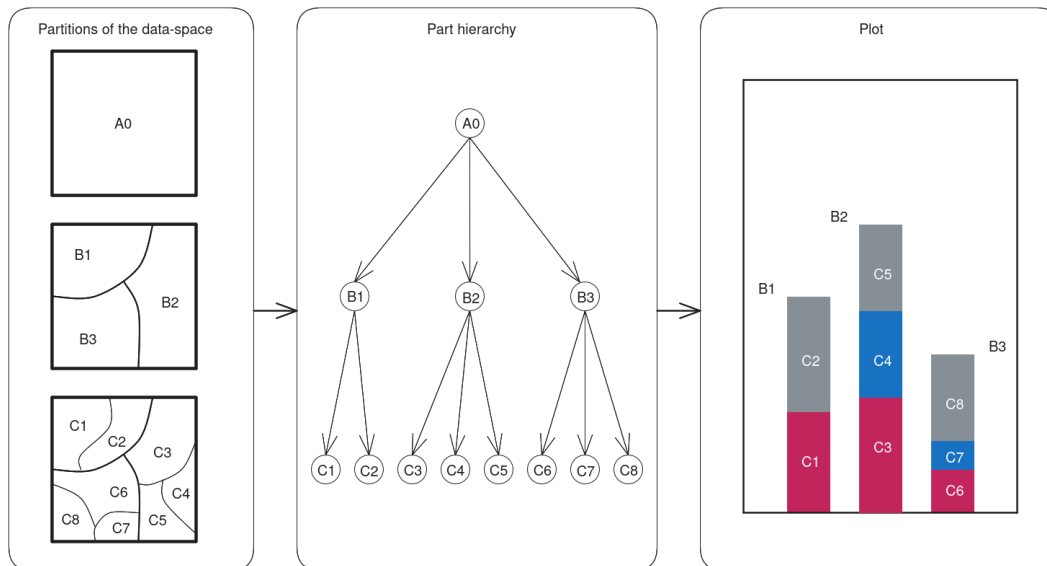 Partitions of the data-space
A0
B1
B2
B3
C1
C2
C3
C6
C4
C8
C7
C5
Part hierarchy
A0
B1 B2 B3
C1 C2 C3 C4 C5 C6 C7 C8
Plot
B2
C5
B1
B3
C2
C4
C8
C1
C3
C7
C6